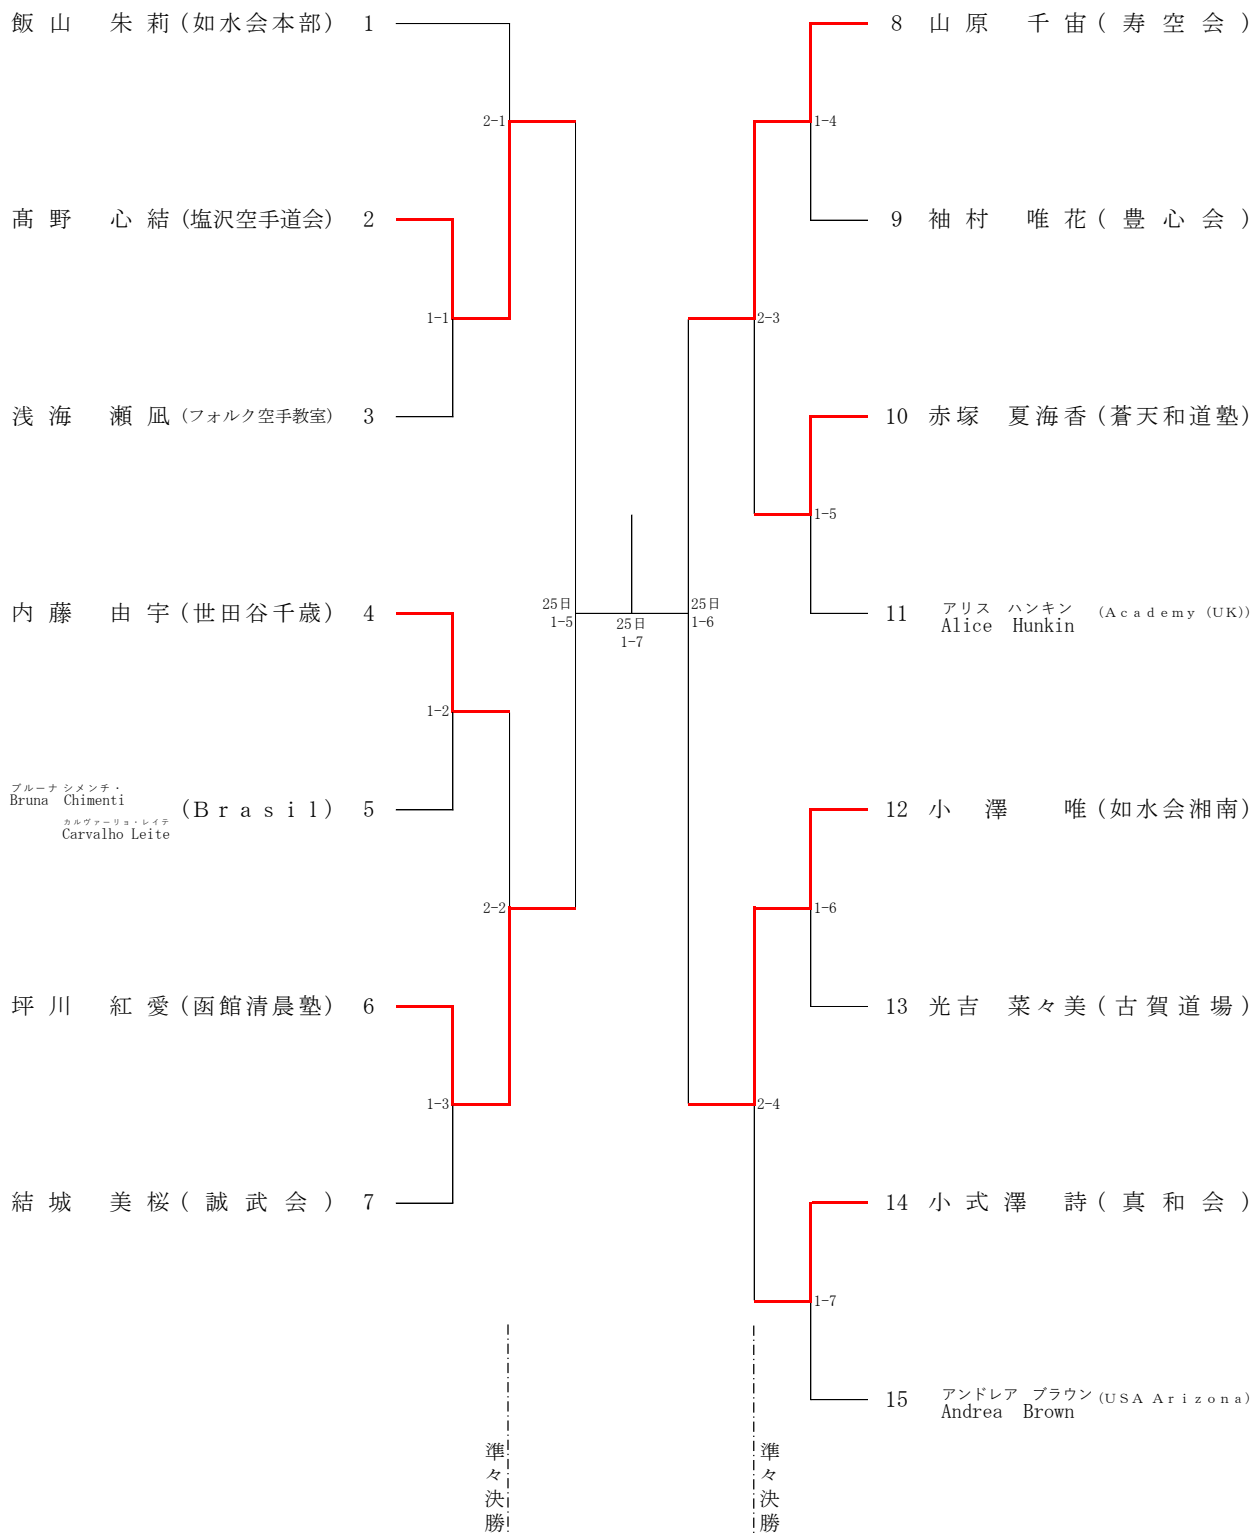 飯山 朱莉 (如水会本部) 1
2-1
髙野 心結 (塩沢空手道会) 2
1-1
浅海 瀬凪 (フォルク空手教室) 3
内藤 由宇 (世田谷千歳) 4
1-2
ブルーナ シメンチ・
Bruna Chimenti
(Brasil) 5
カルヴァーリョ・レイテ
Carvalho Leite
2-2
坪川 紅愛 (函館清晨塾) 6
1-3
結城 美桜 (誠武会) 7
準々決勝
25日
1-5
25日
1-7
25日
1-6
8 山原 千宙 (寿空会)
1-4
9 袖村 唯花 (豊心会)
2-3
10 赤塚 夏海香 (蒼天和道塾)
1-5
11 アリス ハンキン (Academy (UK))
Alice Hunkin
12 小澤 唯 (如水会湘南)
1-6
13 光吉 菜々美 (古賀道場)
2-4
14 小式澤 詩 (真和会)
1-7
15 アンドレア ブラウン (USA Arizona)
Andrea Brown
準々決勝